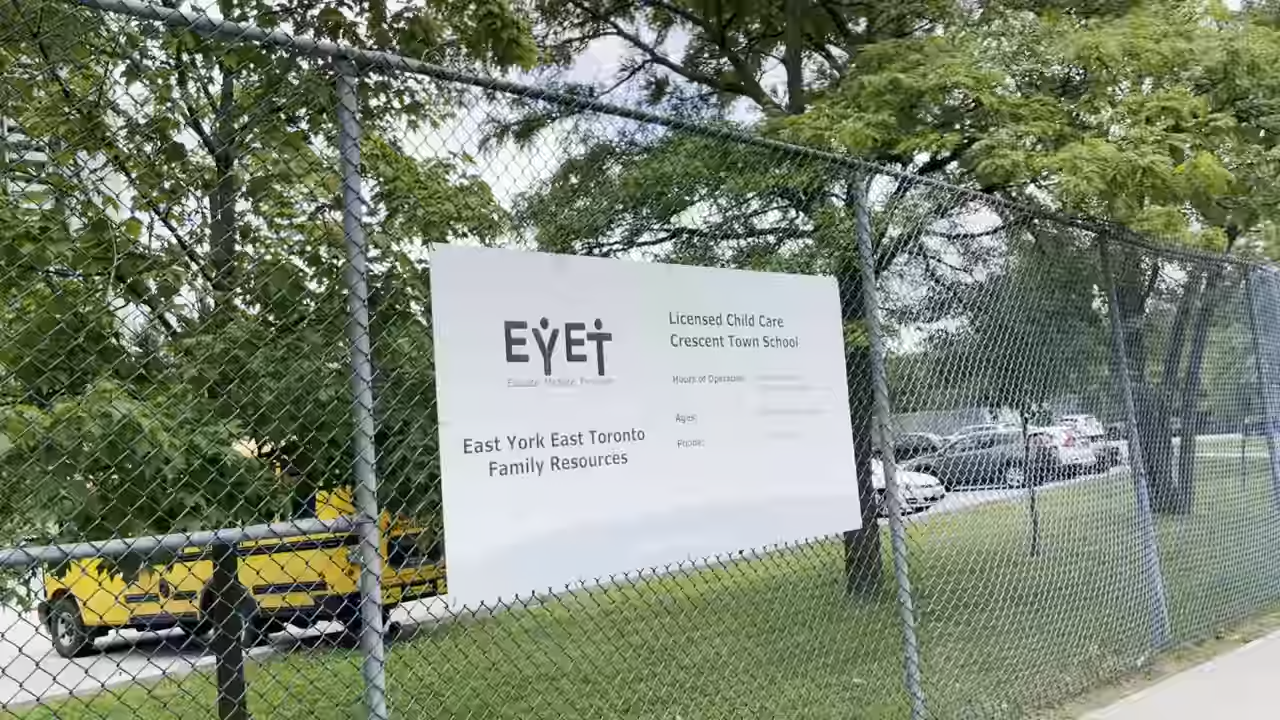 EYET
East York East Toronto
Family Resources
Licensed Child Care
Crescent Town School
Hours of Operation:
Ages:
Phone: